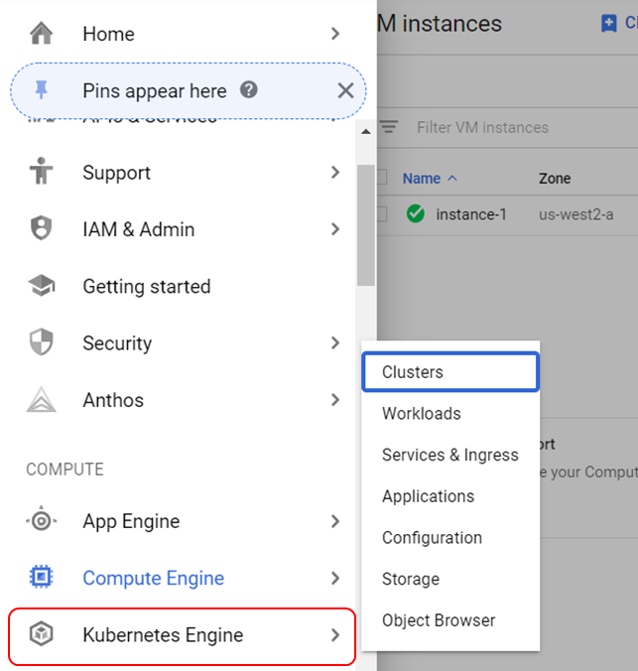 Home
Pins appear here
APIs & Services
Support
IAM & Admin
Getting started
Security
Anthos
COMPUTE
App Engine
Compute Engine
Kubernetes Engine
Clusters
Workloads
Services & Ingress
Applications
Configuration
Storage
Object Browser
M instances
Filter VM instances
Name Zone
instance-1 us-west2-a
ort
e your Comput